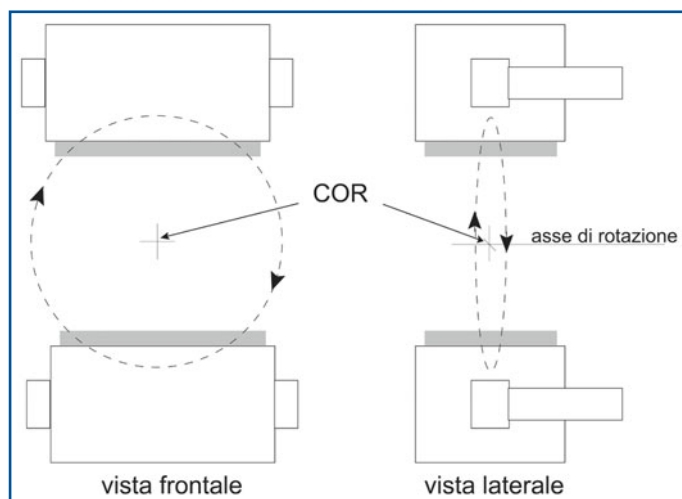 COR
asse di rotazione
vista frontale
vista laterale